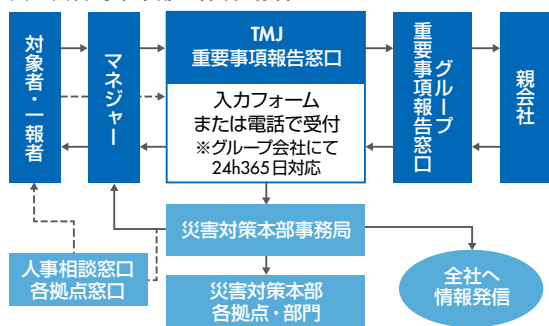 対象者・一報者
マネジャー
TMJ
重要事項報告窓口
入力フォーム
または電話で受付
※グループ会社にて
24h365日対応
グループ
重要事項報告窓口
親会社
災害対策本部事務局
人事相談窓口
各拠点窓口
災害対策本部
各拠点・部門
全社へ
情報発信